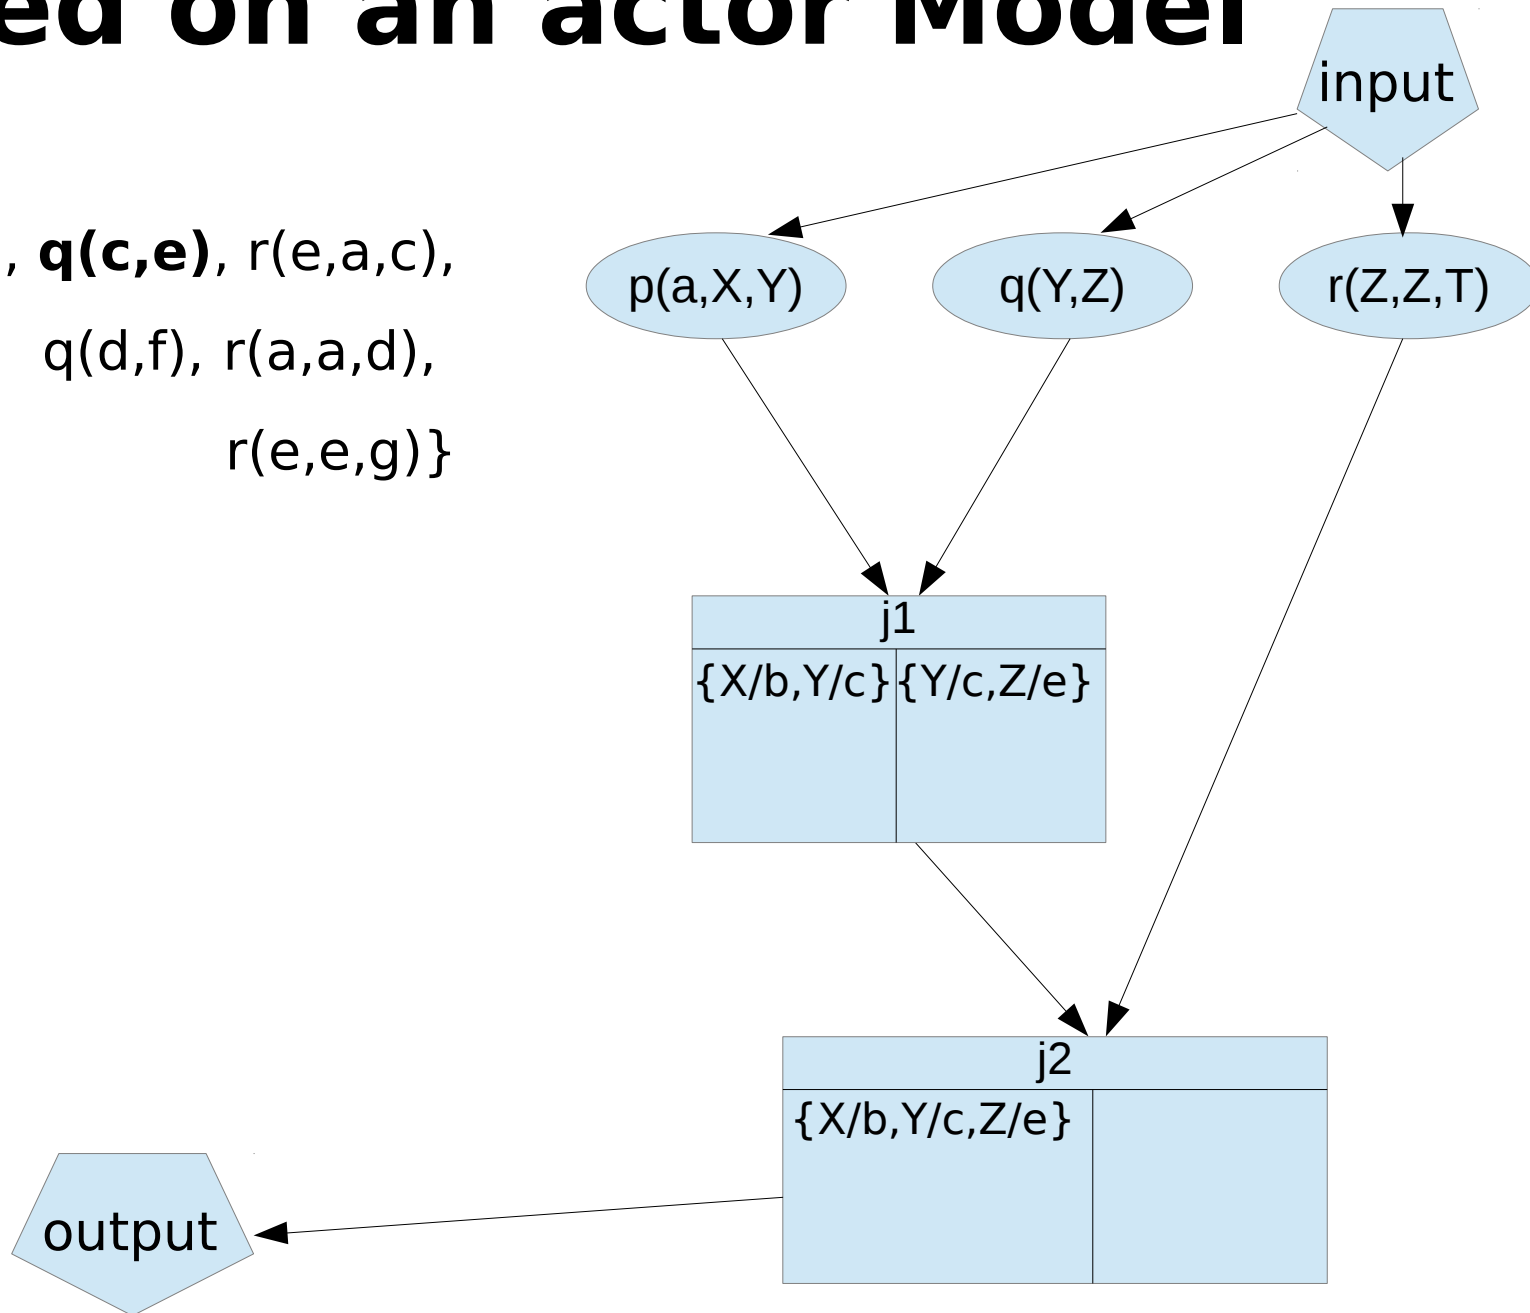 ed on an actor Model
input
, q(c,e), r(e,a,c),
q(d,f), r(a,a,d),
r(e,e,g)}
p(a,X,Y)
q(Y,Z)
r(Z,Z,T)
j1
{X/b,Y/c}
{Y/c,Z/e}
j2
{X/b,Y/c,Z/e}
output